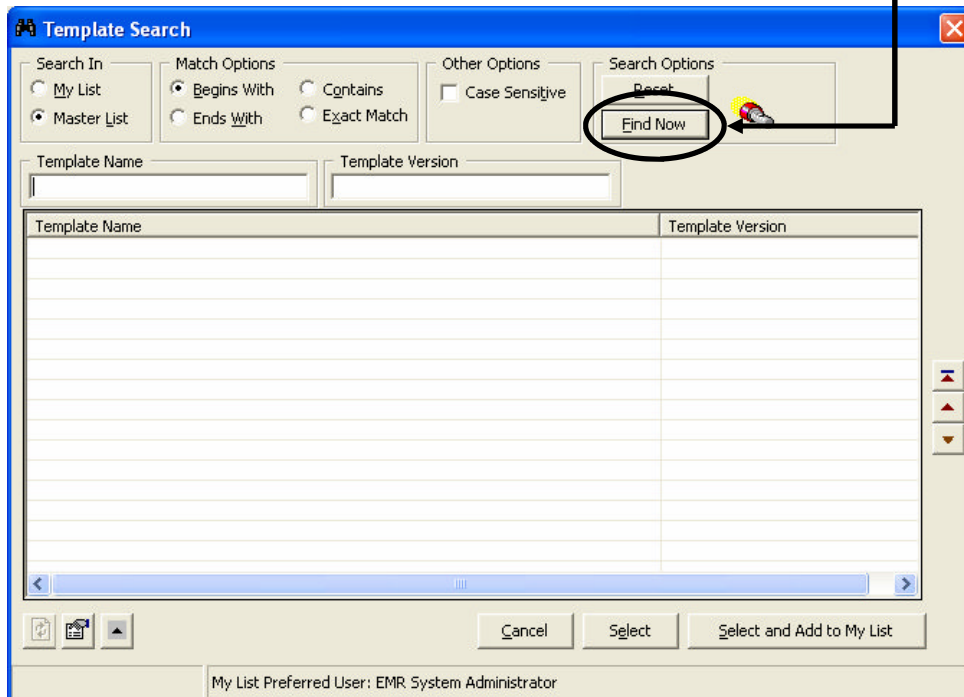 Template Search
Search In
My List
Master List
Match Options
Begins With
Contains
Ends With
Exact Match
Other Options
Case Sensitive
Search Options
Reset
Find Now
Template Name
Template Version
Template Name Template Version
Cancel Select Select and Add to My List
My List Preferred User: EMR System Administrator